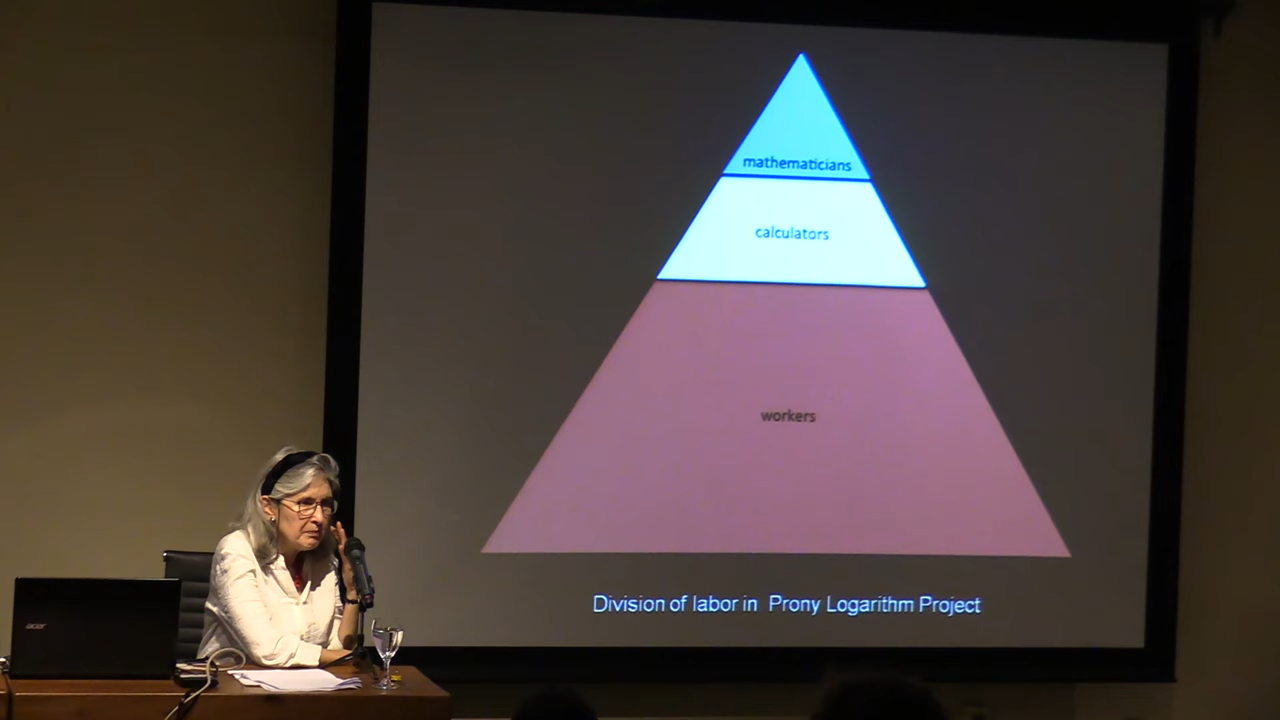 mathematicians
calculators
workers
Division of labor in Prony Logarithm Project
acer